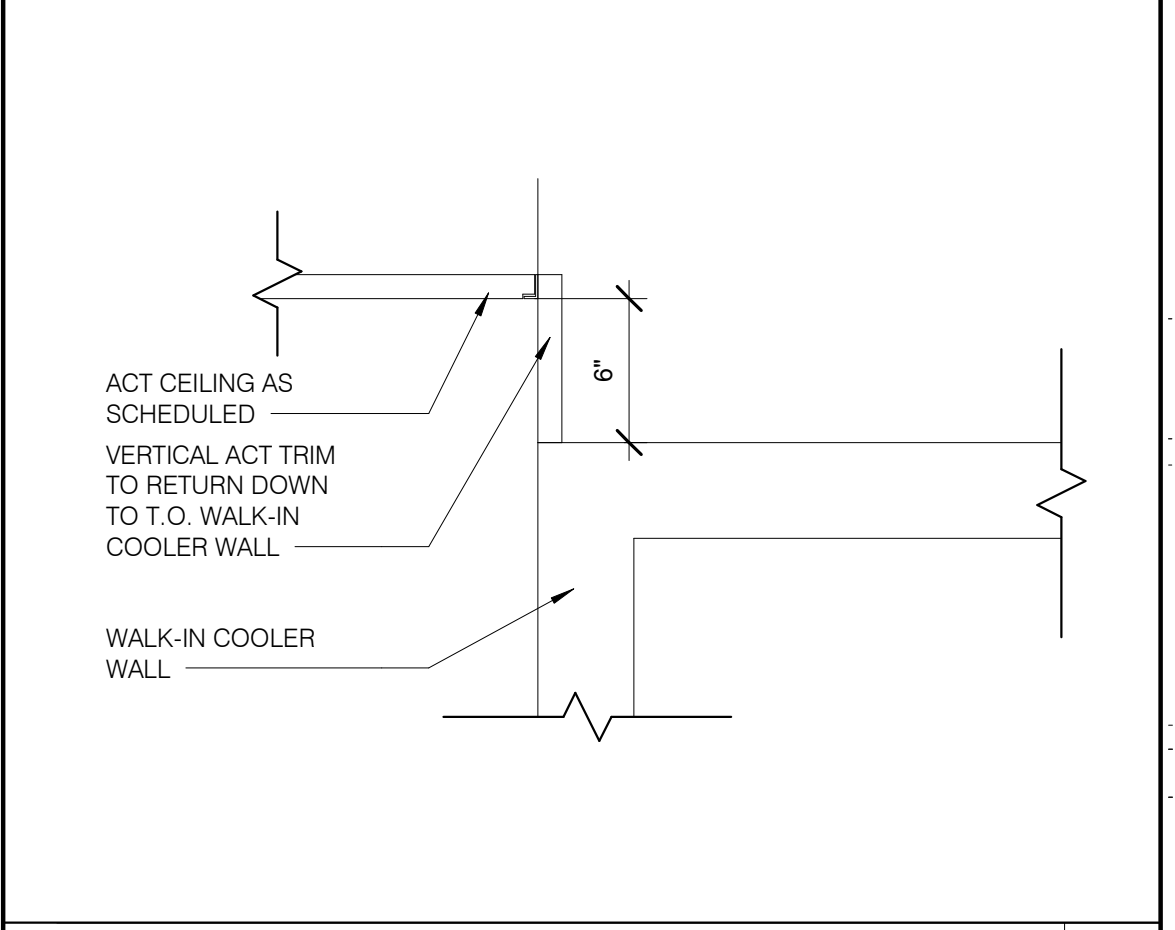 6"
ACT CEILING AS
SCHEDULED
VERTICAL ACT TRIM
TO RETURN DOWN
TO T.O. WALK-IN
COOLER WALL
WALK-IN COOLER
WALL